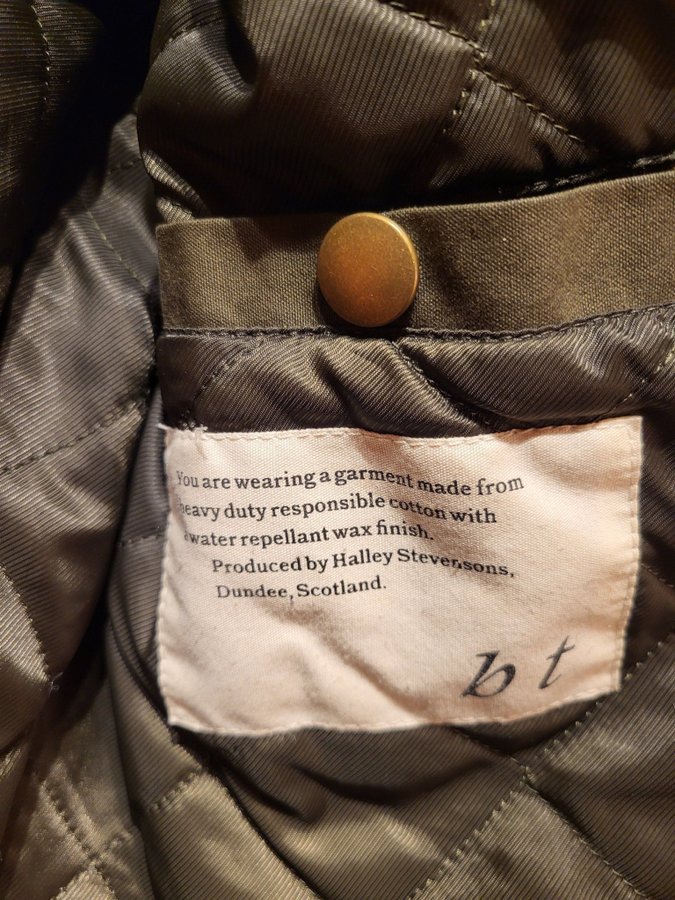 You are wearing a garment made from
heavy duty responsible cotton with
a water repellant wax finish.
Produced by Halley Stevensons,
Dundee, Scotland.
b t